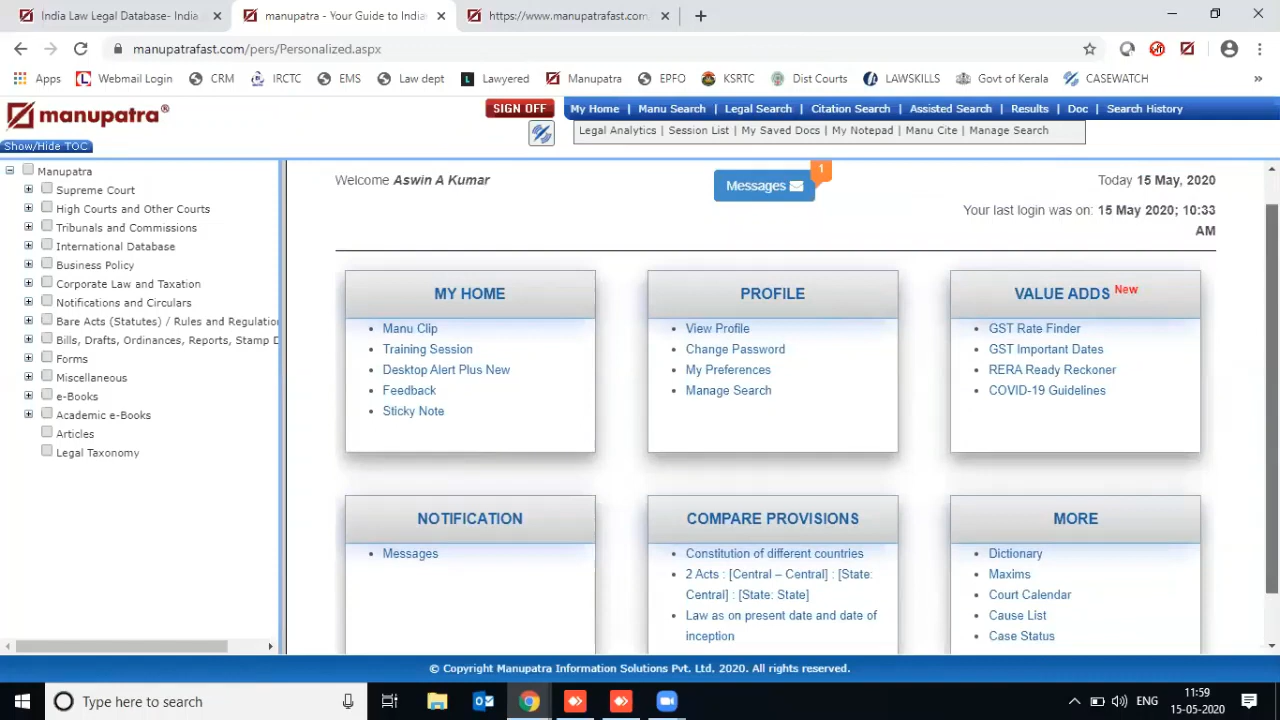 India Law Legal Database- India
manupatra - Your Guide to Indian
https://www.manupatrafast.com
manupatrafast.com/pers/Personalized.aspx
Apps Webmail Login CRM IRCTC EMS Law dept Lawyered Manupatra EPFO KSRTC Dist Courts LAWSKILLS Govt of Kerala CASEWATCH »
manupatra®
SIGN OFF
My Home | Manu Search | Legal Search | Citation Search | Assisted Search | Results | Doc | Search History
Legal Analytics | Session List | My Saved Docs | My Notepad | Manu Cite | Manage Search
Show/Hide TOC
Manupatra
Supreme Court
High Courts and Other Courts
Tribunals and Commissions
International Database
Business Policy
Corporate Law and Taxation
Notifications and Circulars
Bare Acts (Statutes) / Rules and Regulatio
Bills, Drafts, Ordinances, Reports, Stamp D
Forms
Miscellaneous
e-Books
Academic e-Books
Articles
Legal Taxonomy
Welcome Aswin A Kumar
Messages
1
Today 15 May, 2020
Your last login was on: 15 May 2020; 10:33
AM
MY HOME
Manu Clip
Training Session
Desktop Alert Plus New
Feedback
Sticky Note
PROFILE
View Profile
Change Password
My Preferences
Manage Search
VALUE ADDS New
GST Rate Finder
GST Important Dates
RERA Ready Reckoner
COVID-19 Guidelines
NOTIFICATION
Messages
COMPARE PROVISIONS
Constitution of different countries
2 Acts : [Central – Central] : [State:
Central] : [State: State]
Law as on present date and date of
inception
MORE
Dictionary
Maxims
Court Calendar
Cause List
Case Status
© Copyright Manupatra Information Solutions Pvt. Ltd. 2020. All rights reserved.
Type here to search
ENG
11:59
15-05-2020